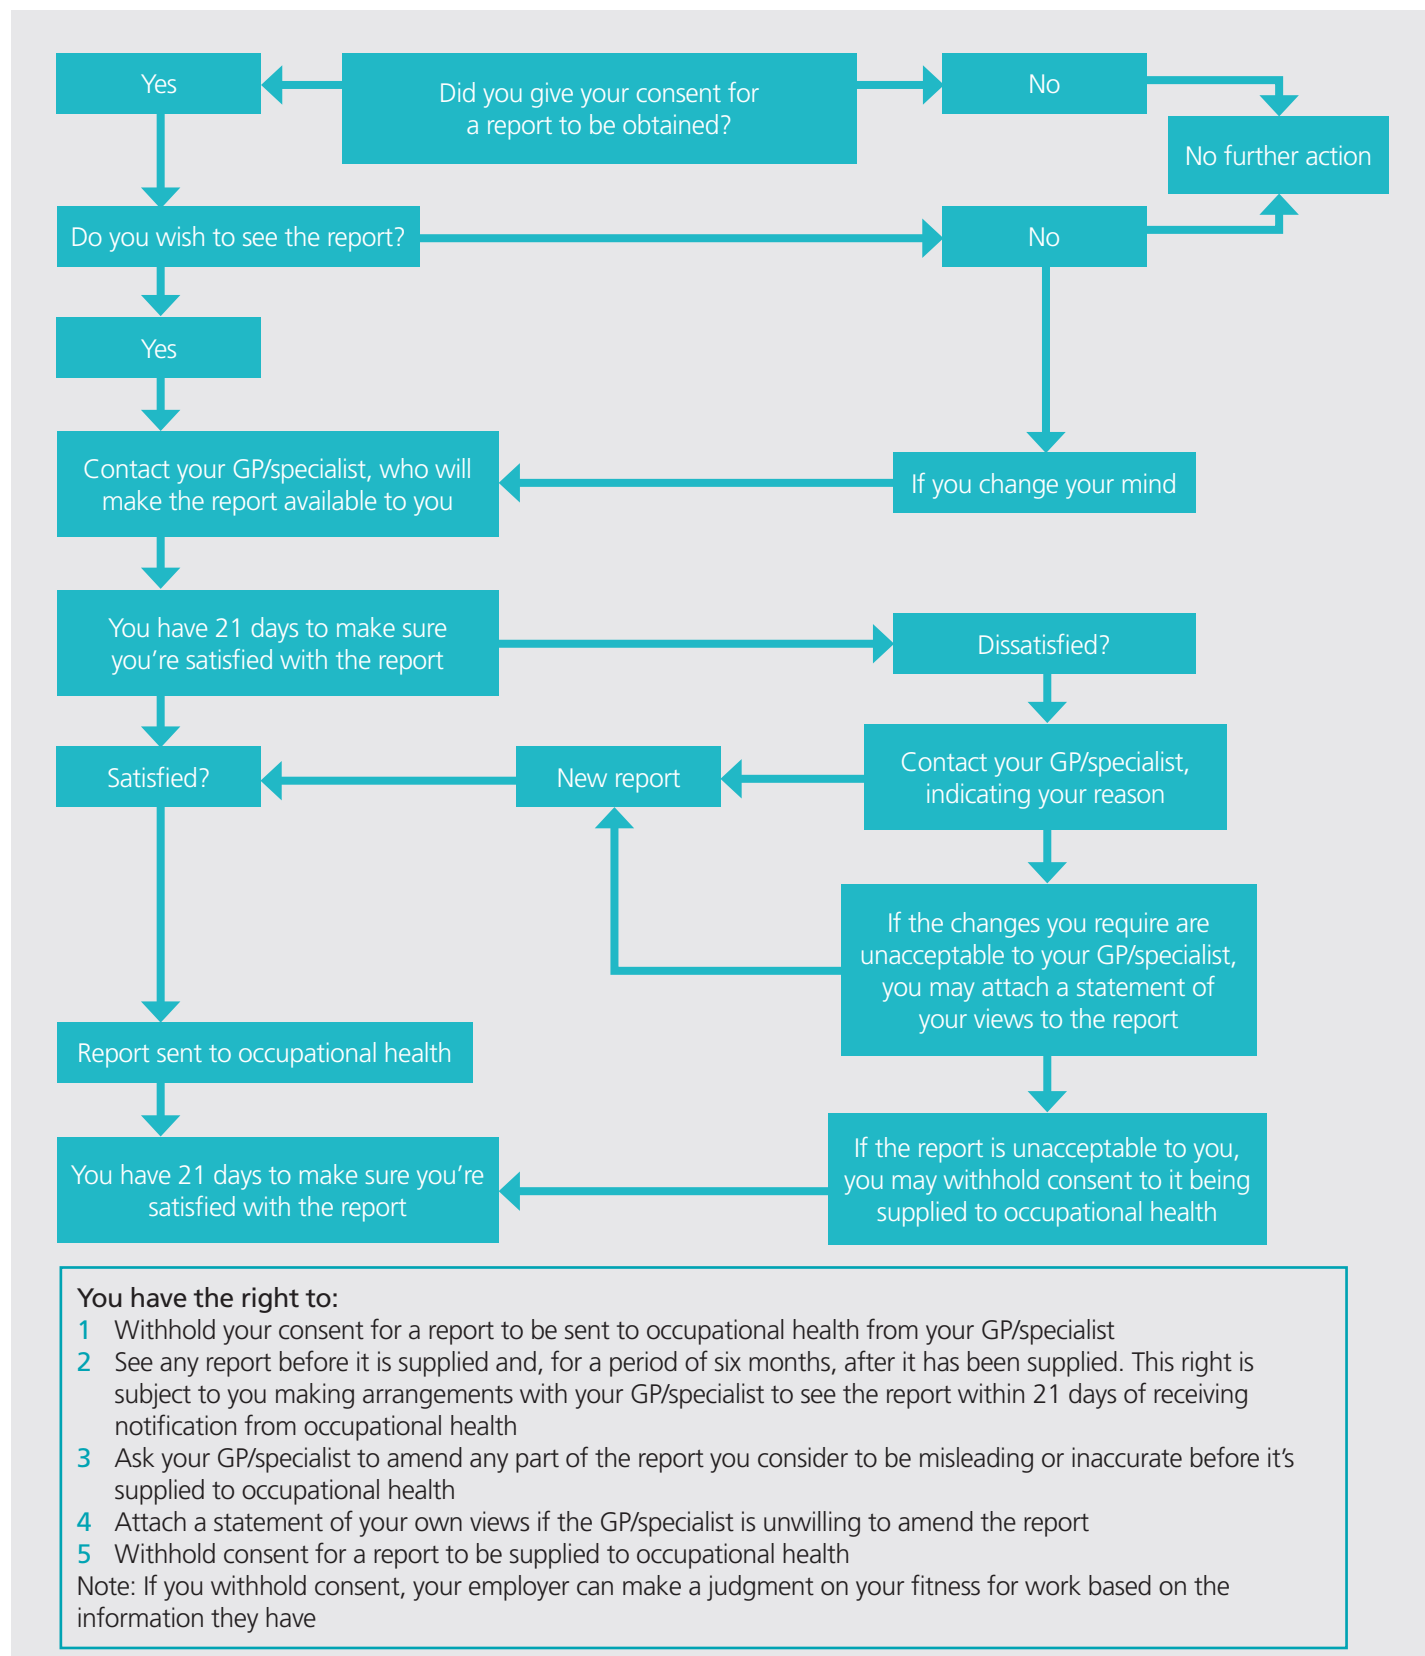 Yes
Did you give your consent for
a report to be obtained?
No
No further action
Do you wish to see the report?
No
Yes
Contact your GP/specialist, who will
make the report available to you
If you change your mind
You have 21 days to make sure
you’re satisfied with the report
Dissatisfied?
Satisfied?
New report
Contact your GP/specialist,
indicating your reason
If the changes you require are
unacceptable to your GP/specialist,
you may attach a statement of
your views to the report
Report sent to occupational health
You have 21 days to make sure you’re
satisfied with the report
If the report is unacceptable to you,
you may withhold consent to it being
supplied to occupational health
You have the right to:
1 Withhold your consent for a report to be sent to occupational health from your GP/specialist
2 See any report before it is supplied and, for a period of six months, after it has been supplied. This right is
subject to you making arrangements with your GP/specialist to see the report within 21 days of receiving
notification from occupational health
3 Ask your GP/specialist to amend any part of the report you consider to be misleading or inaccurate before it’s
supplied to occupational health
4 Attach a statement of your own views if the GP/specialist is unwilling to amend the report
5 Withhold consent for a report to be supplied to occupational health
Note: If you withhold consent, your employer can make a judgment on your fitness for work based on the
information they have